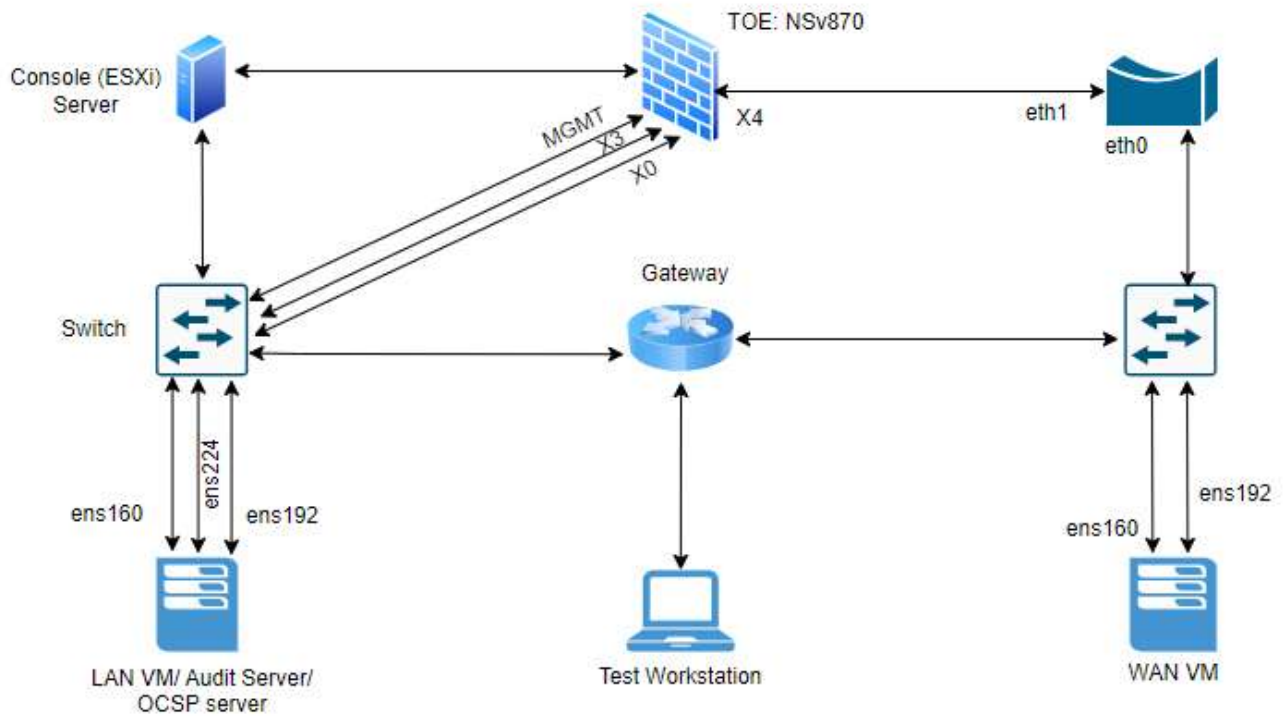 TOE: NSv870
Console (ESXi)
Server
MGMT
X3
X0
X4
eth1
eth0
Switch
Gateway
ens160
ens224
ens192
ens160
ens192
LAN VM/ Audit Server/
OCSP server
Test Workstation
WAN VM